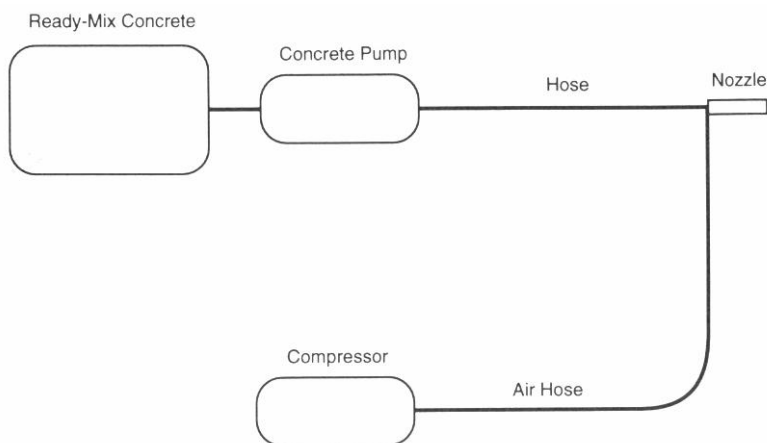 Ready-Mix Concrete
Concrete Pump
Hose
Nozzle
Compressor
Air Hose